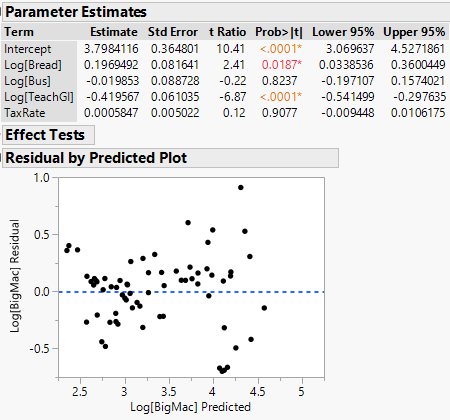 Parameter Estimates
Term Estimate Std Error t Ratio Prob>|t| Lower 95% Upper 95%
Intercept 3.7984116 0.364801 10.41 <.0001* 3.069637 4.5271861
Log[Bread] 0.1969492 0.081641 2.41 0.0187* 0.0338536 0.3600449
Log[Bus] -0.019853 0.088728 -0.22 0.8237 -0.197107 0.1574021
Log[TeachGI] -0.419567 0.061035 -6.87 <.0001* -0.541499 -0.297635
TaxRate 0.0005847 0.005022 0.12 0.9077 -0.009448 0.0106175
Effect Tests
Residual by Predicted Plot
1.0
0.5
0.0
-0.5
Log[BigMac] Residual
2.5 3 3.5 4 4.5 5
Log[BigMac] Predicted